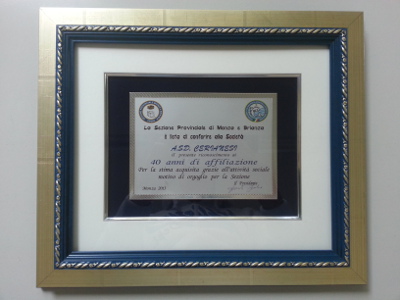 La Sezione Provinciale di Monza e Brianza
è lieta di conferire alla Società
A.S.D. CERIANESI
Il presente riconoscimento di
40 anni di affiliazione
Per la stima acquisita grazie all'attività sociale
motivo di orgoglio per la Sezione
Il Presidente